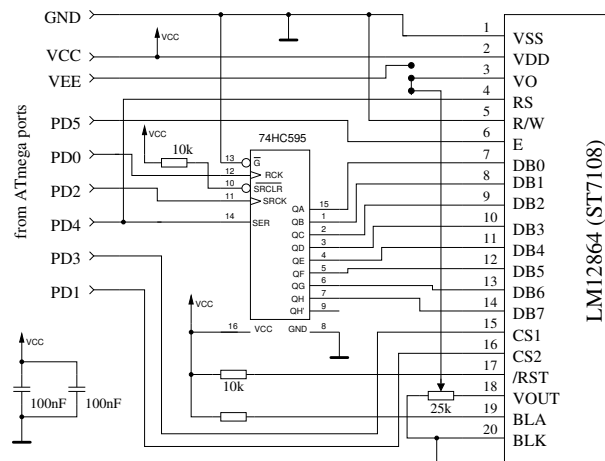 GND
VCC
VCC
VEE
PD5
VCC
10k
PD0
PD2
PD4
PD3
PD1
from ATmega ports
74HC595
13 G
12 RCK
10 SRCLR
11 SRCK
14 SER
QA 15
QB 1
QC 2
QD 3
QE 4
QF 5
QG 6
QH 7
QH' 9
16 VCC GND 8
VCC
10k
25k
VCC
100nF 100nF
1 VSS
2 VDD
3 VO
4 RS
5 R/W
6 E
7 DB0
8 DB1
9 DB2
10 DB3
11 DB4
12 DB5
13 DB6
14 DB7
15 CS1
16 CS2
17 /RST
18 VOUT
19 BLA
20 BLK
LM12864 (ST7108)